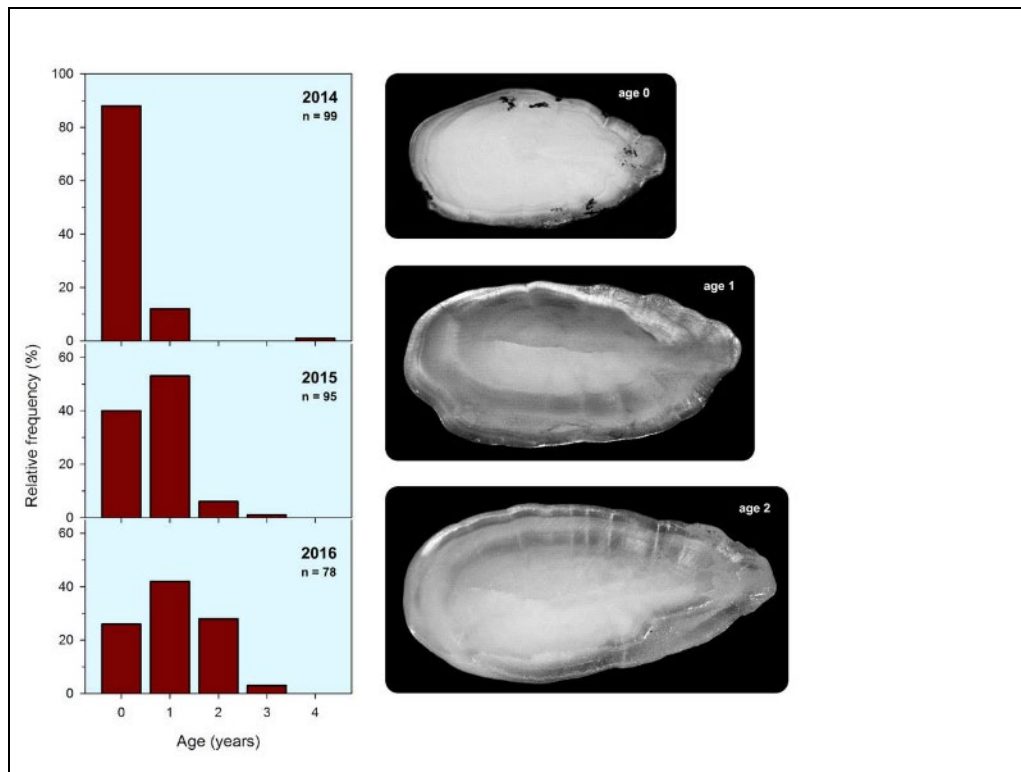 100
80
60
40
20
0
2014
n = 99
60
40
20
0
2015
n = 95
60
40
20
0
2016
n = 78
0 1 2 3 4
Age (years)
Relative frequency (%)
age 0
age 1
age 2